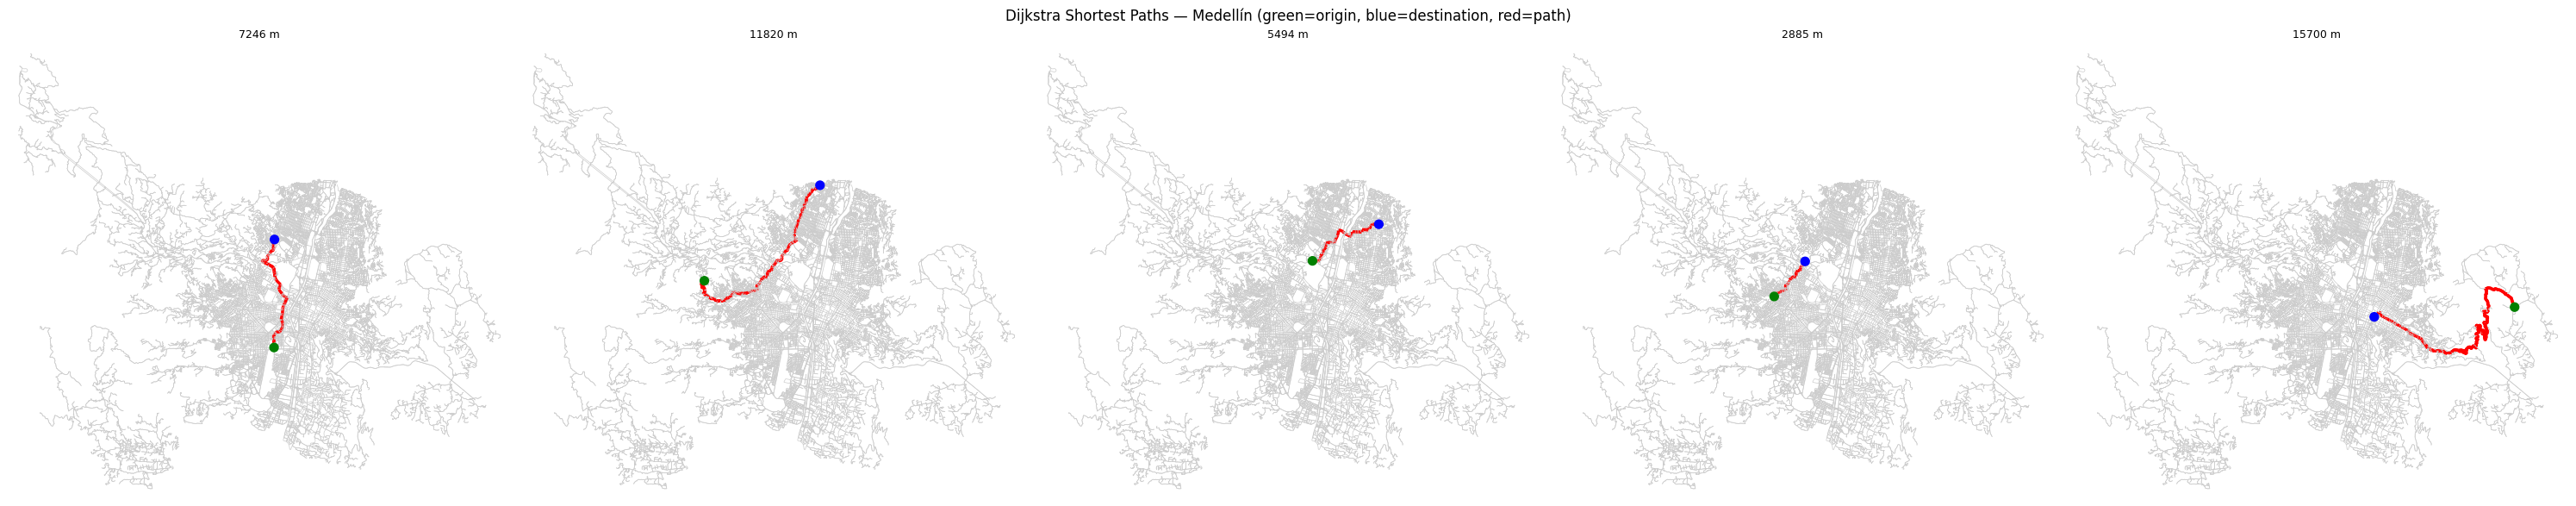 Dijkstra Shortest Paths — Medellín (green=origin, blue=destination, red=path)
7246 m
11820 m
5494 m
2885 m
15700 m